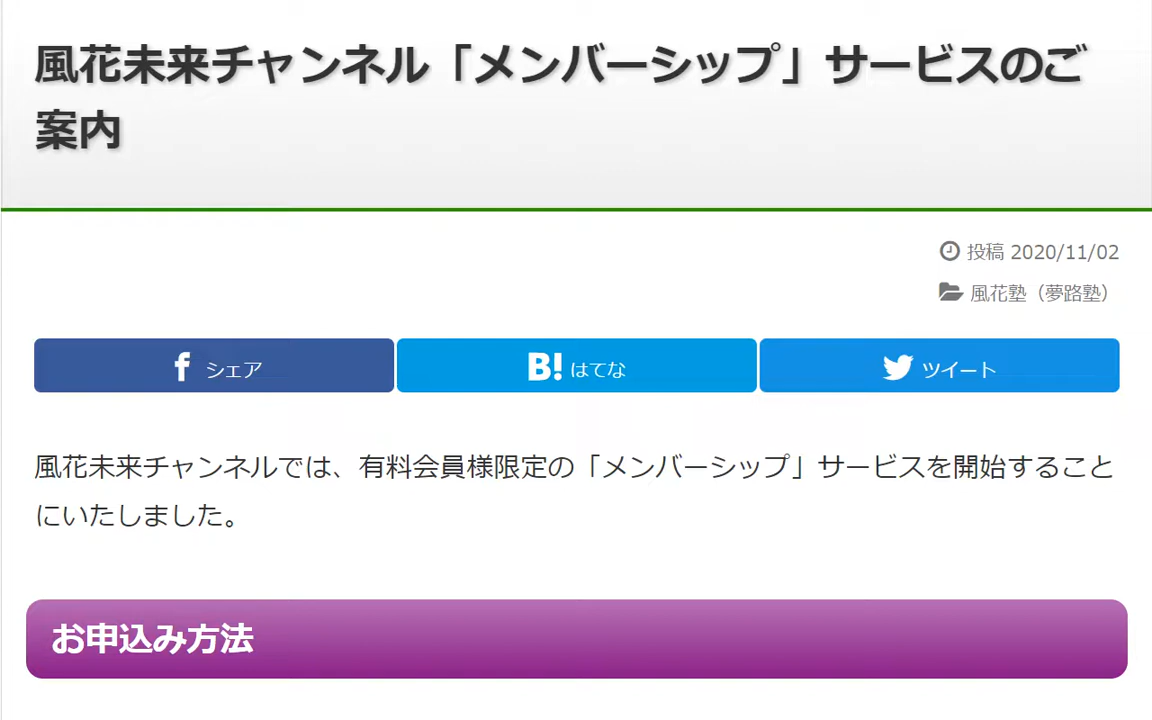 風花未来チャンネル「メンバーシップ」サービスのご
案内
投稿 2020/11/02
風花塾（夢路塾）
f シェア
B! はてな
ツイート
風花未来チャンネルでは、有料会員様限定の「メンバーシップ」サービスを開始すること
にいたしました。
お申込み方法